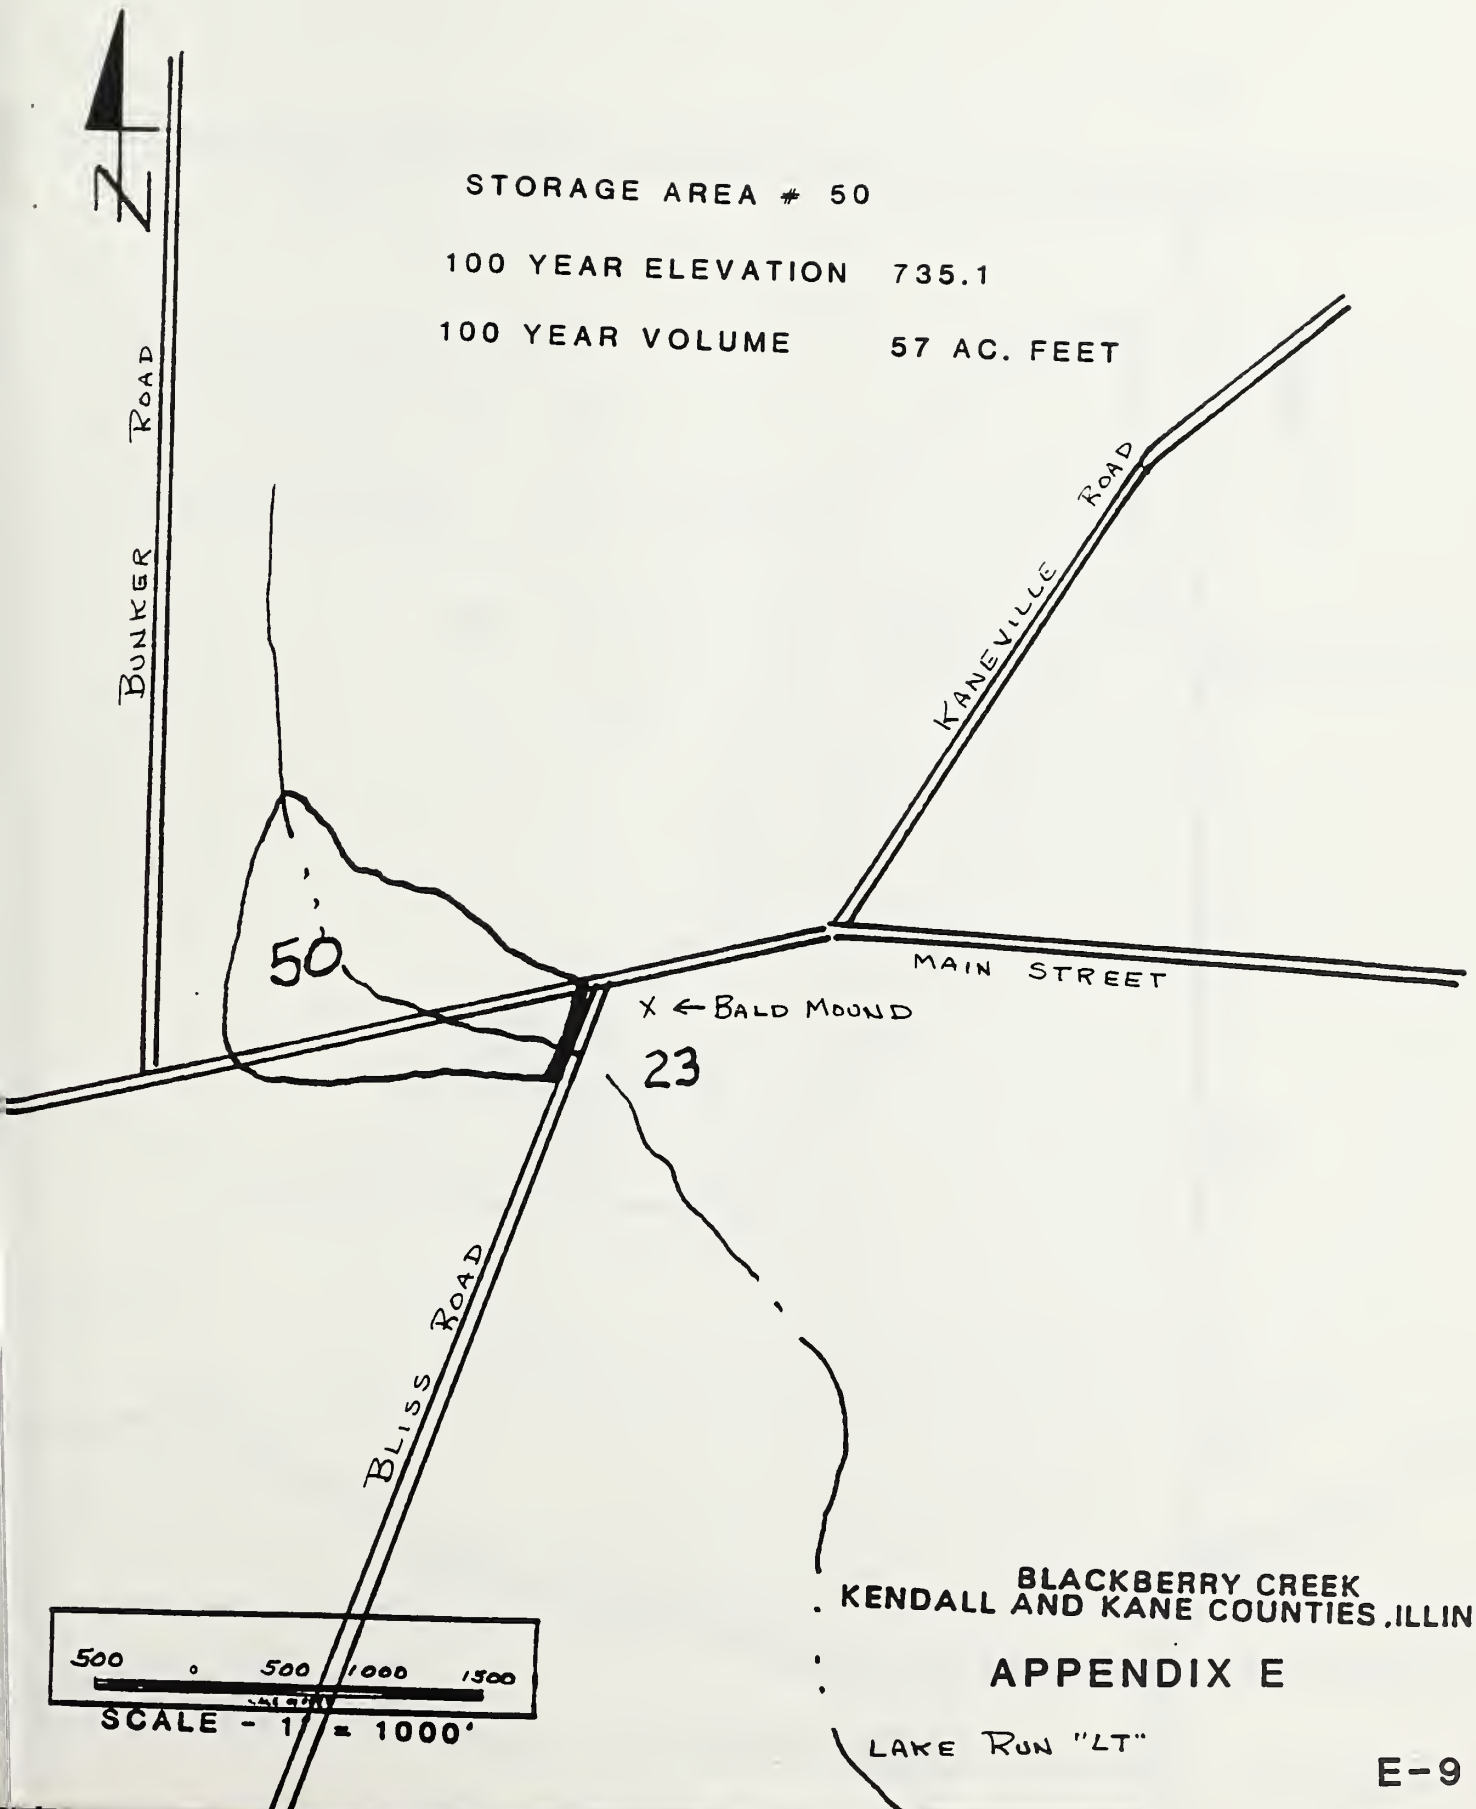 N
STORAGE AREA # 50
100 YEAR ELEVATION 735.1
100 YEAR VOLUME 57 AC. FEET
BUNKER ROAD
KANEVILLE ROAD
50
MAIN STREET
X ← BALD MOUND
23
BLISS ROAD
BLACKBERRY CREEK
KENDALL AND KANE COUNTIES, ILLIN
500 0 500 1000 1500
SCALE - 1" = 1000'
APPENDIX E
LAKE RUN "LT"
E-9